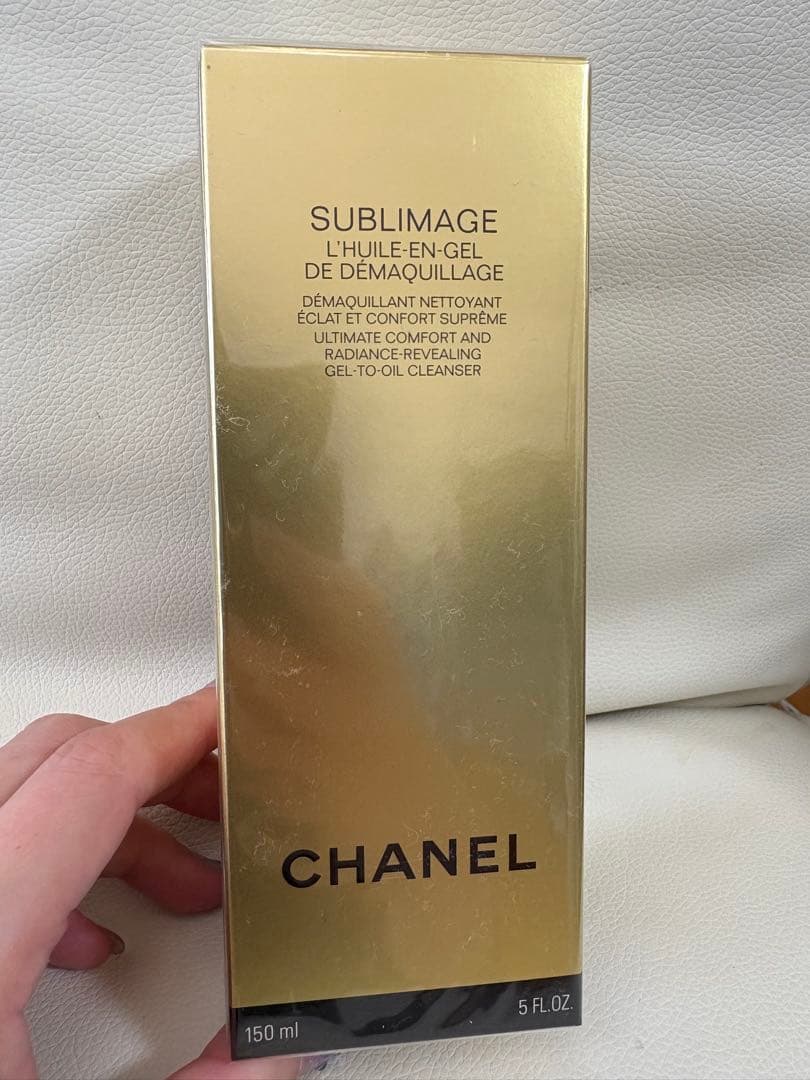 SUBLIMAGE
L'HUILE-EN-GEL
DE DÉMAQUILLAGE
DÉMAQUILLANT NETTOYANT
ÉCLAT ET CONFORT SUPRÊME
ULTIMATE COMFORT AND
RADIANCE-REVEALING
GEL-TO-OIL CLEANSER
CHANEL
150 ml
5 FL.OZ.